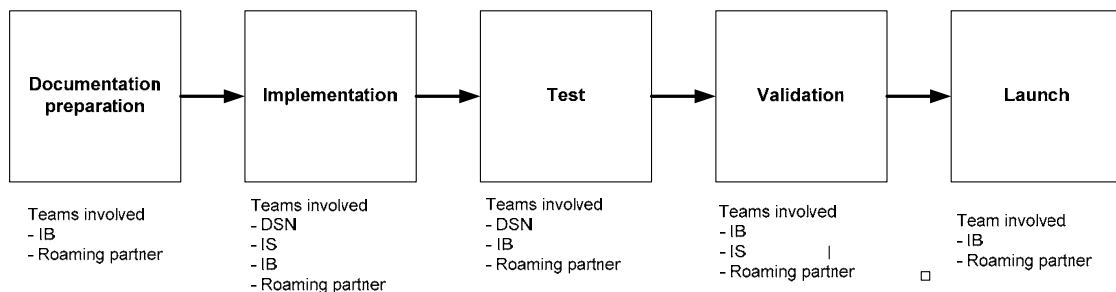 Documentation
preparation
Implementation
Test
Validation
Launch
Teams involved
- IB
- Roaming partner
Teams involved
- DSN
- IS
- IB
- Roaming partner
Teams involved
- DSN
- IB
- Roaming partner
Teams involved
- IB
- IS
- Roaming partner
Team involved
- IB
- Roaming partner